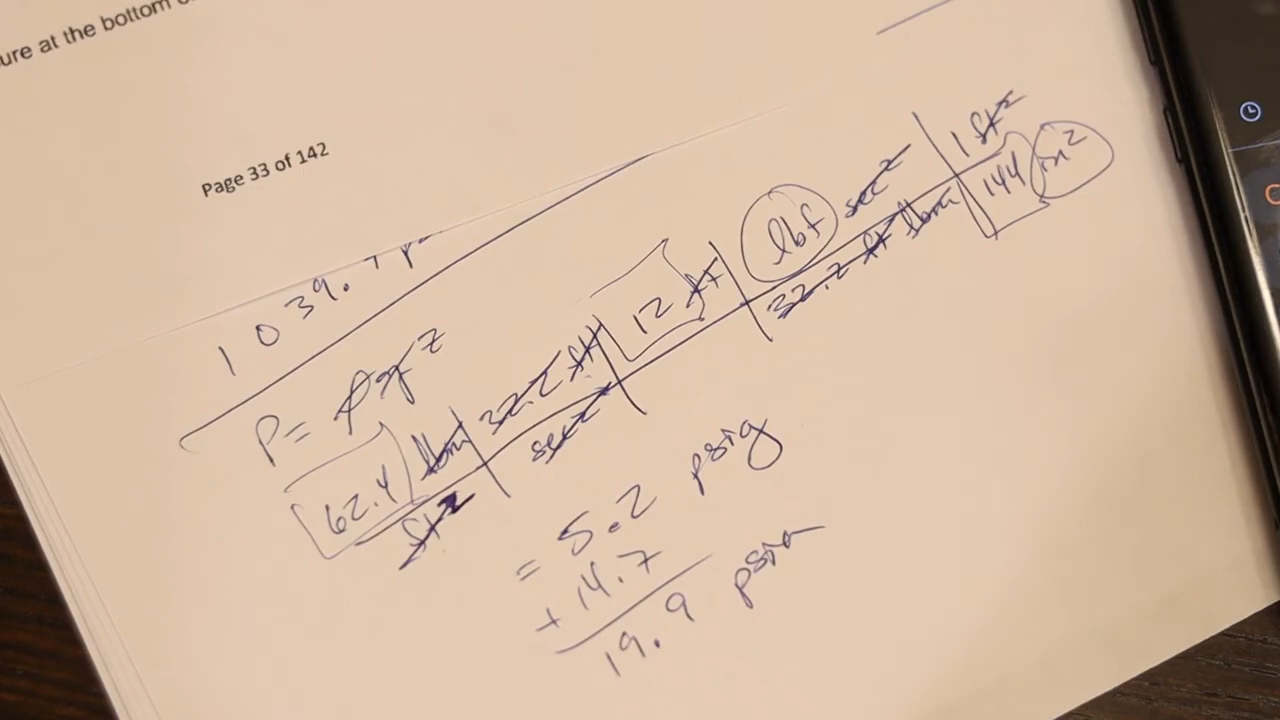 ure at the bottom
Page 33 of 142
1039.
P = ρgz
62.4 lbm | 32.2 ft | 12 ft | lbf sec² | 1 ft²
ft³ | sec² | 32.2 ft lbm | 144 in²
= 5.2 psig
+ 14.7
19.9 psia